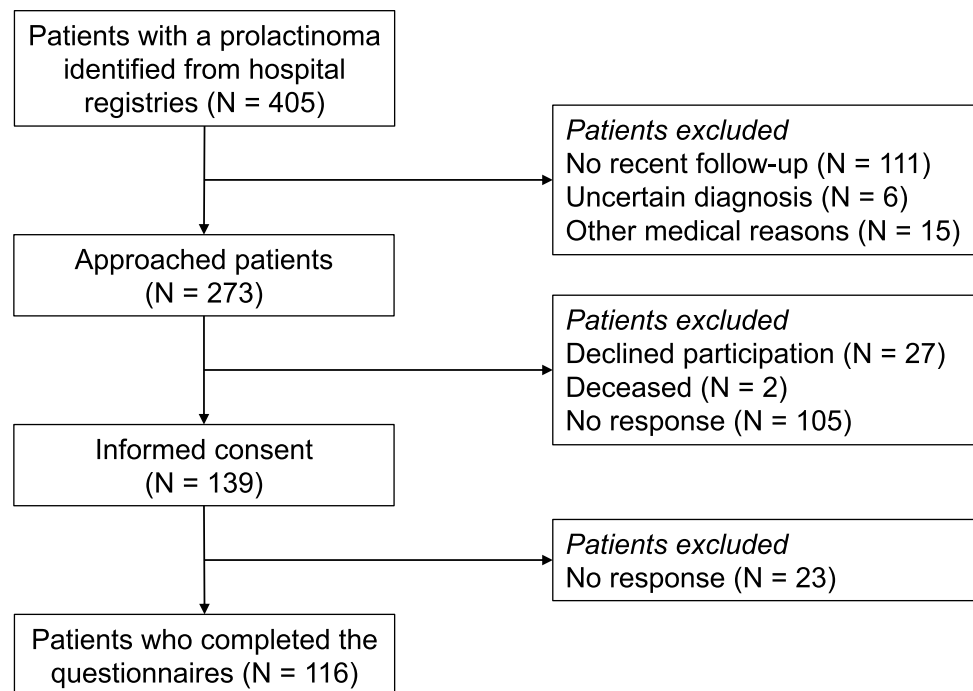 Patients with a prolactinoma
identified from hospital
registries (N = 405)
Patients excluded
No recent follow-up (N = 111)
Uncertain diagnosis (N = 6)
Other medical reasons (N = 15)
Approached patients
(N = 273)
Patients excluded
Declined participation (N = 27)
Deceased (N = 2)
No response (N = 105)
Informed consent
(N = 139)
Patients excluded
No response (N = 23)
Patients who completed the
questionnaires (N = 116)